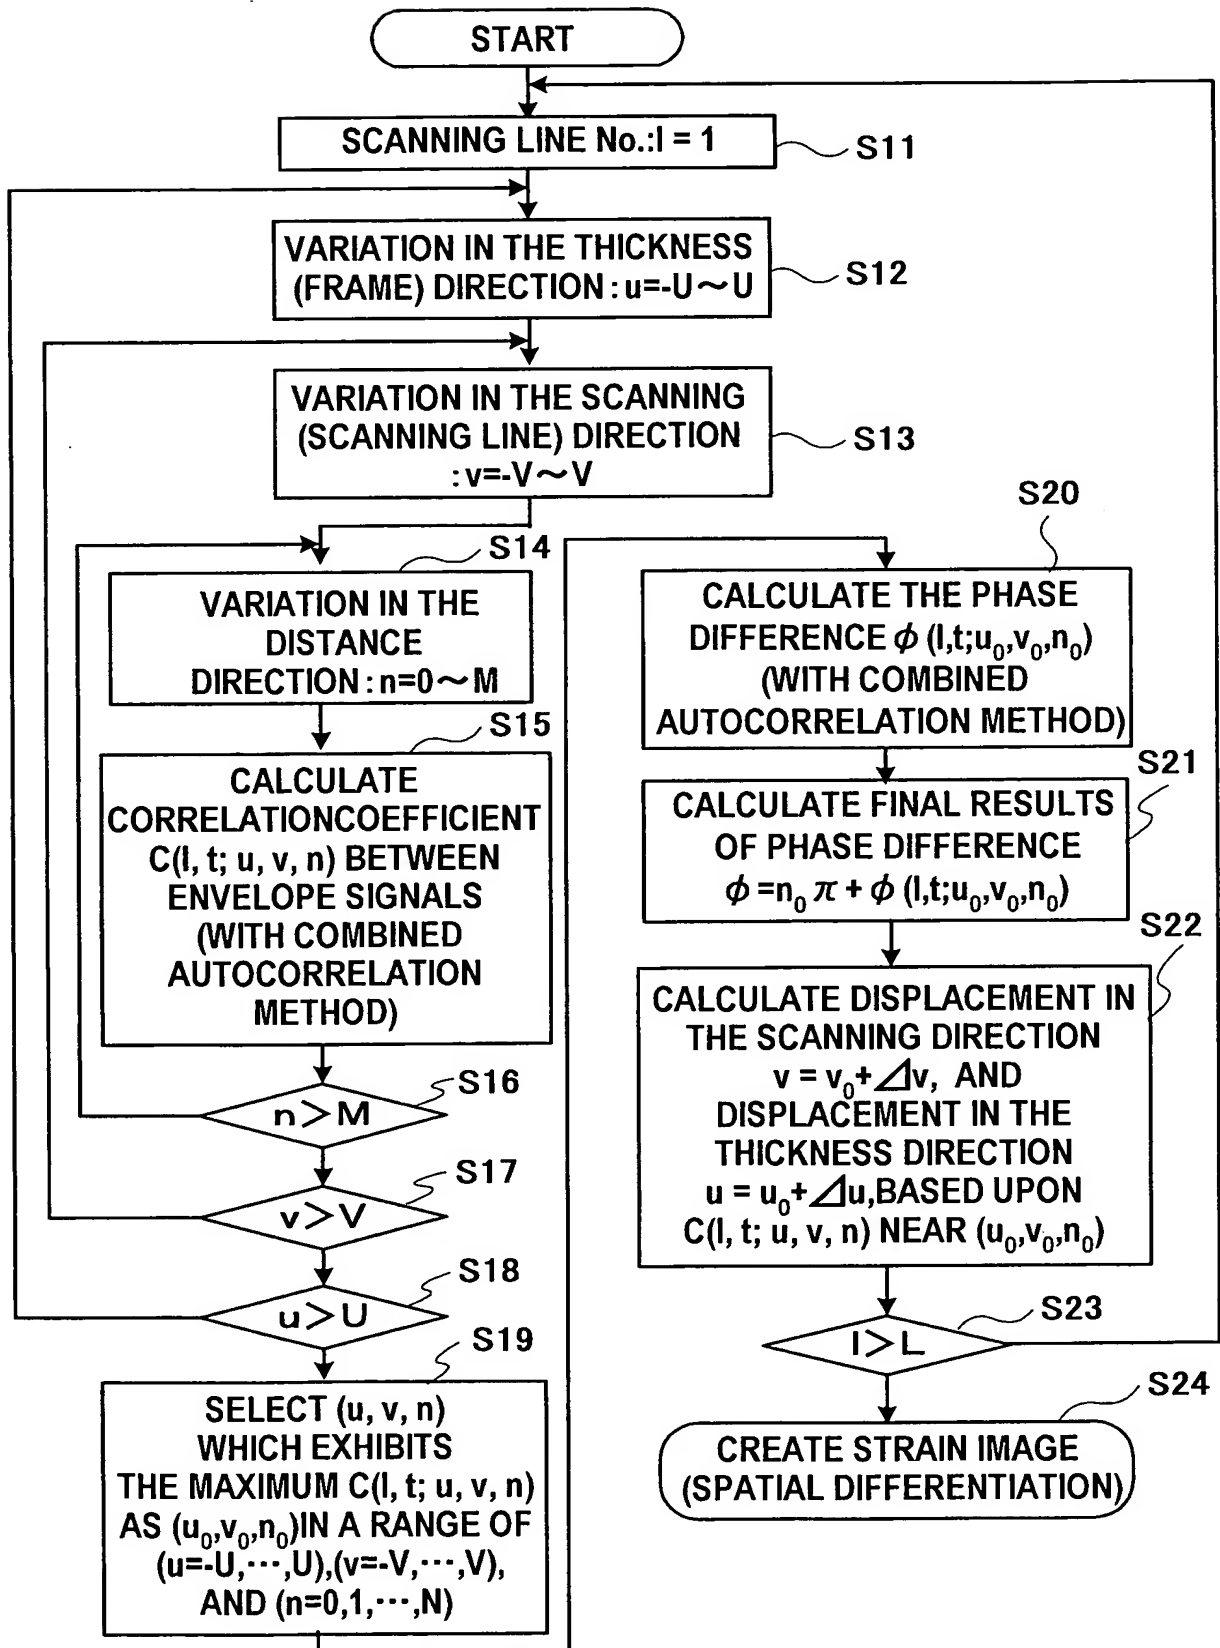 START
SCANNING LINE No.:l = 1
S11
VARIATION IN THE THICKNESS
(FRAME) DIRECTION : u=-U～U
S12
VARIATION IN THE SCANNING
(SCANNING LINE) DIRECTION
: v=-V～V
S13
S14
VARIATION IN THE
DISTANCE
DIRECTION : n=0～M
S15
CALCULATE
CORRELATIONCOEFFICIENT
C(l, t; u, v, n) BETWEEN
ENVELOPE SIGNALS
(WITH COMBINED
AUTOCORRELATION
METHOD)
S16
n＞M
S17
v＞V
S18
u＞U
S19
SELECT (u, v, n)
WHICH EXHIBITS
THE MAXIMUM C(l, t; u, v, n)
AS (u₀,v₀,n₀)IN A RANGE OF
(u=-U,⋯,U),(v=-V,⋯,V),
AND (n=0,1,⋯,N)
S20
CALCULATE THE PHASE
DIFFERENCE ϕ (l,t;u₀,v₀,n₀)
(WITH COMBINED
AUTOCORRELATION METHOD)
S21
CALCULATE FINAL RESULTS
OF PHASE DIFFERENCE
ϕ =n₀ π + ϕ (l,t;u₀,v₀,n₀)
S22
CALCULATE DISPLACEMENT IN
THE SCANNING DIRECTION
v = v₀+⊿v, AND
DISPLACEMENT IN THE
THICKNESS DIRECTION
u = u₀+⊿u,BASED UPON
C(l, t; u, v, n) NEAR (u₀,v₀,n₀)
S23
l＞L
S24
CREATE STRAIN IMAGE
(SPATIAL DIFFERENTIATION)